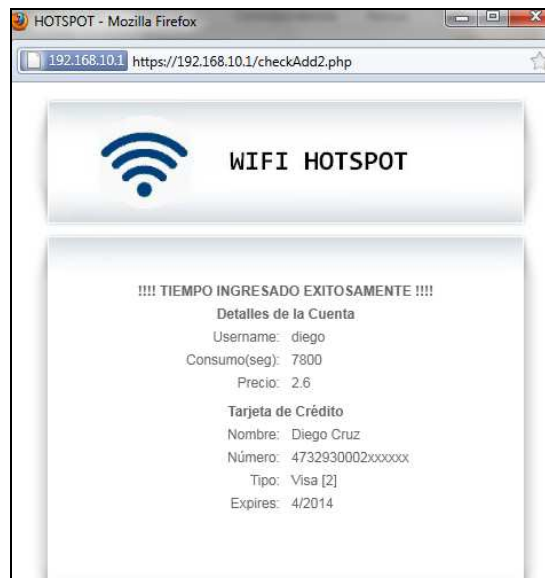 HOTSPOT - Mozilla Firefox
192.168.10.1 https://192.168.10.1/checkAdd2.php
WIFI HOTSPOT
!!!! TIEMPO INGRESADO EXITOSAMENTE !!!!
Detalles de la Cuenta
Username: diego
Consumo(seg): 7800
Precio: 2.6
Tarjeta de Crédito
Nombre: Diego Cruz
Número: 4732930002xxxxxx
Tipo: Visa [2]
Expires: 4/2014